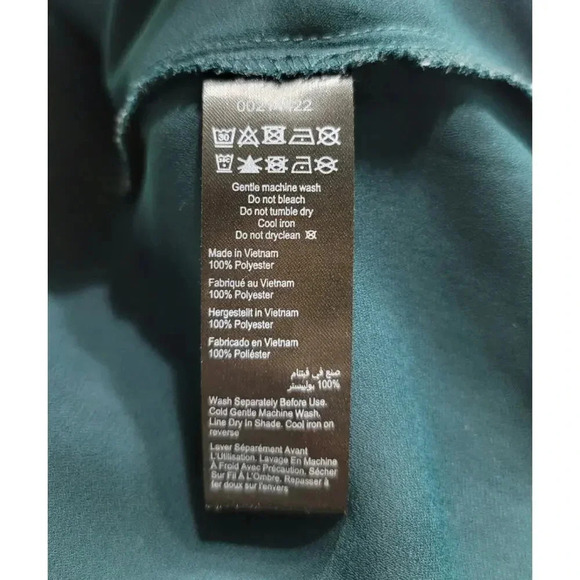 Gentle machine wash
Do not bleach
Do not tumble dry
Cool iron
Do not dryclean
Made in Vietnam
100% Polyester
Fabriqué au Vietnam
100% Polyester
Hergestellt in Vietnam
100% Polyester
Fabricado en Vietnam
100% Poliéster
صنع في فيتنام
100% بوليستر
Wash Separately Before Use.
Cold Gentle Machine Wash.
Line Dry In Shade. Cool iron on
reverse
Laver Séparément Avant
L'Utilisation. Lavage En Machine
À Froid Avec Précaution. Sécher
Sur Fil À L'Ombre. Repasser à
fer doux sur l'envers